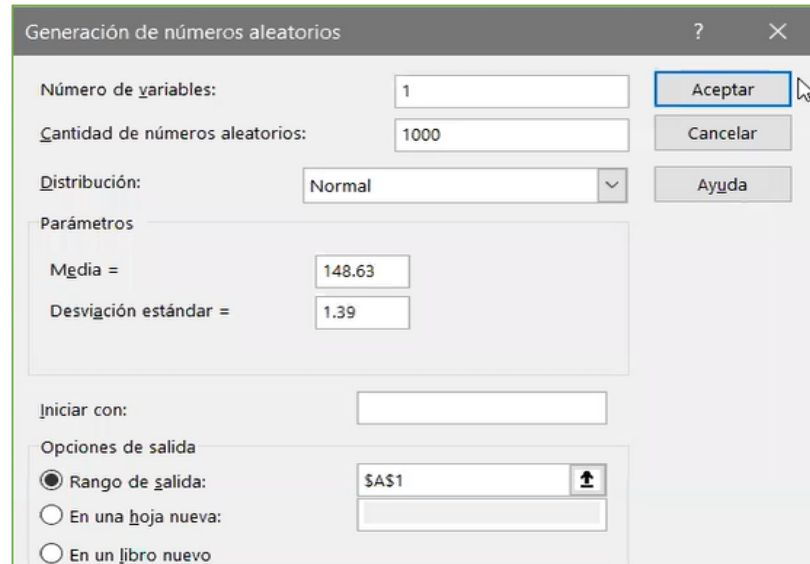 Generación de números aleatorios ?
Número de variables: 1 Aceptar
Cantidad de números aleatorios: 1000 Cancelar
Distribución: Normal Ayuda
Parámetros
Media = 148.63
Desviación estándar = 1.39
Iniciar con:
Opciones de salida
Rango de salida: $A$1
En una hoja nueva:
En un libro nuevo